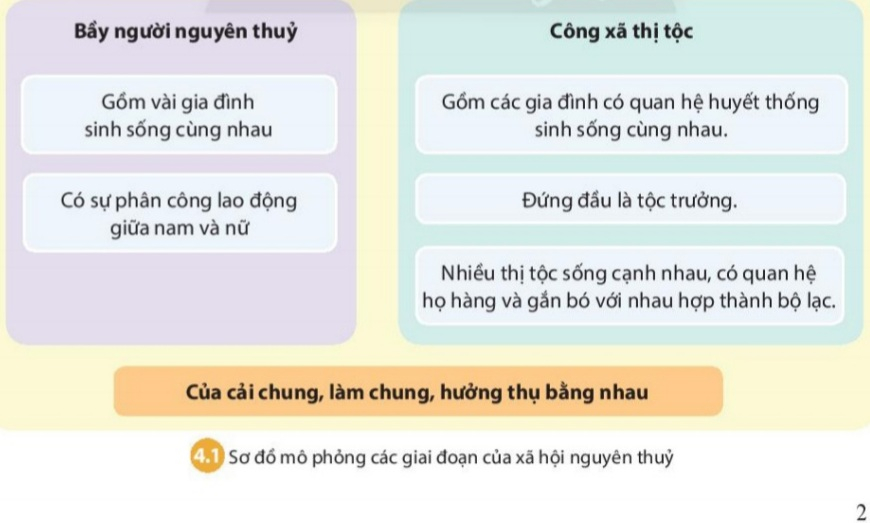 Bầy người nguyên thuỷ
Gồm vài gia đình
sinh sống cùng nhau
Có sự phân công lao động
giữa nam và nữ
Công xã thị tộc
Gồm các gia đình có quan hệ huyết thống
sinh sống cùng nhau.
Đứng đầu là tộc trưởng.
Nhiều thị tộc sống cạnh nhau, có quan hệ
họ hàng và gắn bó với nhau hợp thành bộ lạc.
Của cải chung, làm chung, hưởng thụ bằng nhau
4.1 Sơ đồ mô phỏng các giai đoạn của xã hội nguyên thuỷ
2